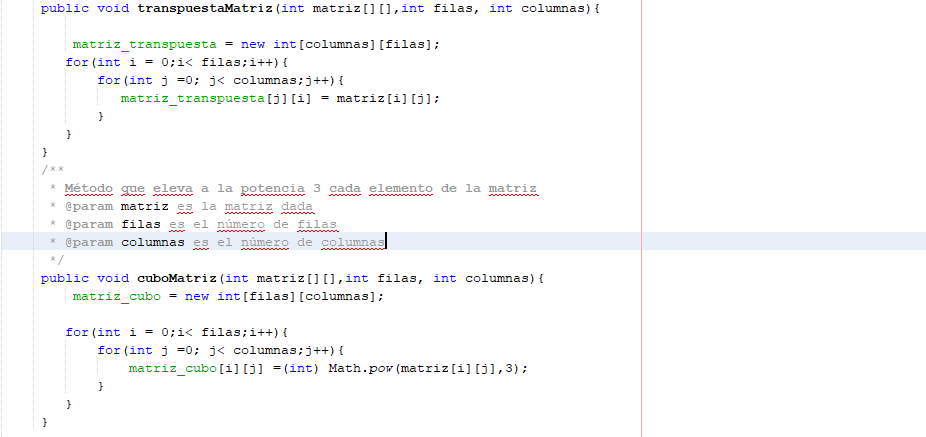 public void transpuestaMatriz(int matriz[][],int filas, int columnas){
matriz_transpuesta = new int[columnas][filas];
for(int i = 0;i< filas;i++){
for(int j =0; j< columnas;j++){
matriz_transpuesta[j][i] = matriz[i][j];
}
}
}
/**
* Método que eleva a la potencia 3 cada elemento de la matriz
* @param matriz es la matriz dada
* @param filas es el número de filas
* @param columnas es el número de columnas
*/
public void cuboMatriz(int matriz[][],int filas, int columnas){
matriz_cubo = new int[filas][columnas];
for(int i = 0;i< filas;i++){
for(int j =0; j< columnas;j++){
matriz_cubo[i][j] =(int) Math.pow(matriz[i][j],3);
}
}
}